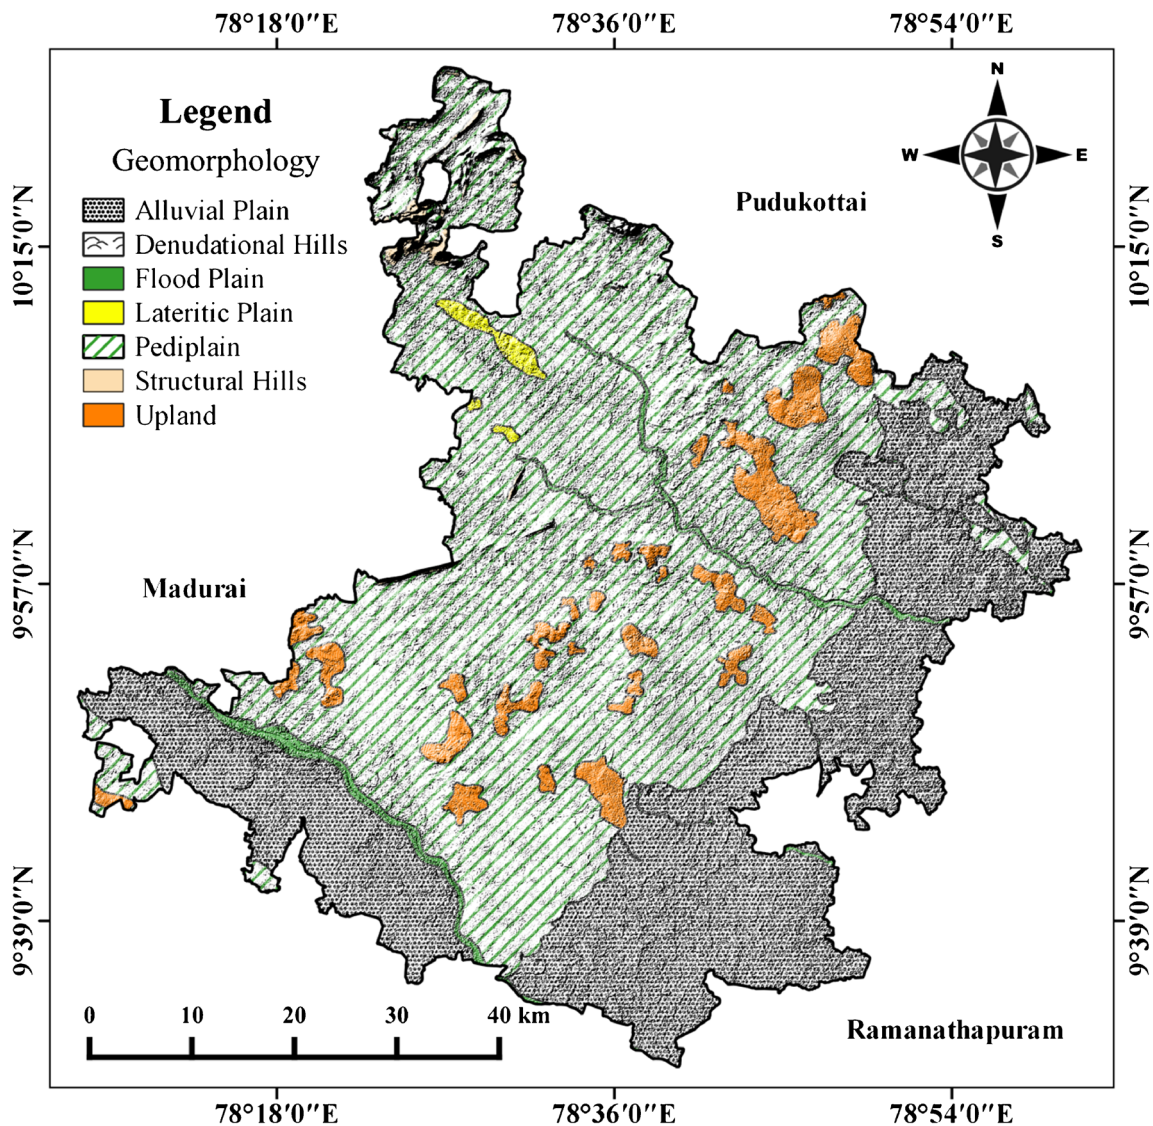 78°18′0″E 78°36′0″E 78°54′0″E
Legend
Geomorphology
Alluvial Plain
Denudational Hills
Flood Plain
Lateritic Plain
Pediplain
Structural Hills
Upland
N
W E
S
Pudukottai
10°15′0″N 10°15′0″N
Madurai
9°57′0″N 9°57′0″N
9°39′0″N 9°39′0″N
0 10 20 30 40 km
Ramanathapuram
78°18′0″E 78°36′0″E 78°54′0″E